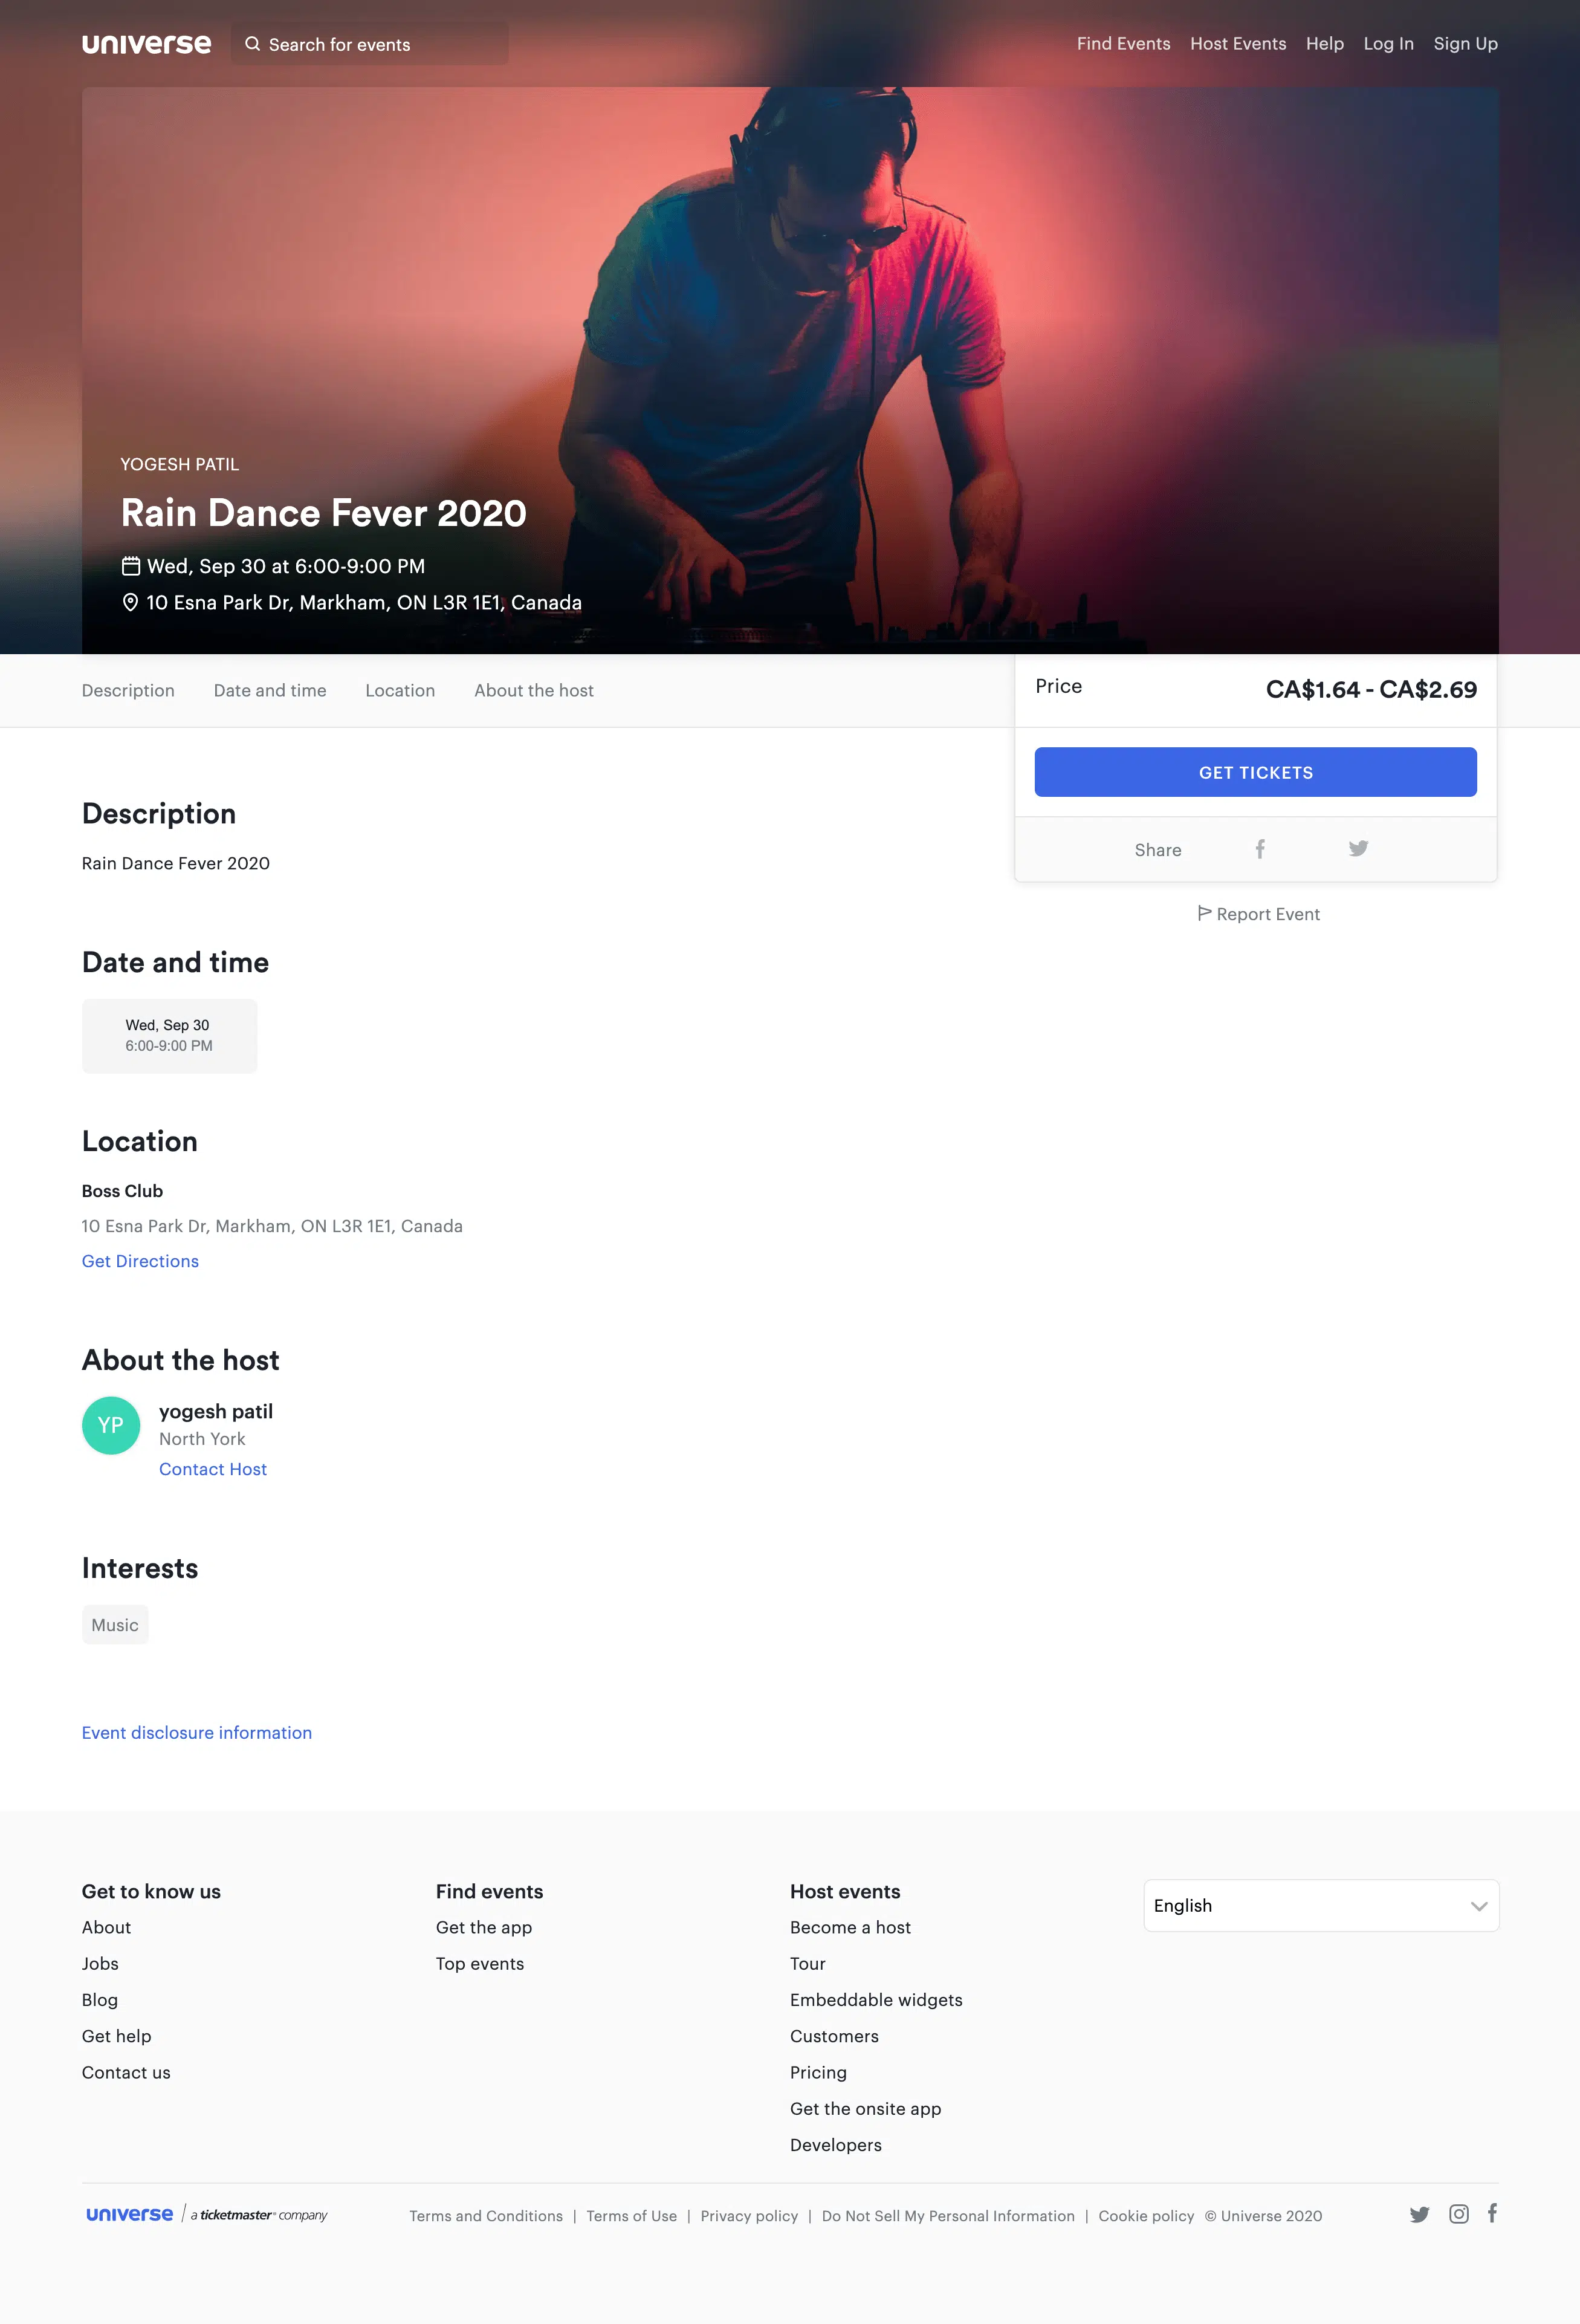 universe
Search for events
Find Events Host Events Help Log In Sign Up
YOGESH PATIL
Rain Dance Fever 2020
Wed, Sep 30 at 6:00-9:00 PM
10 Esna Park Dr, Markham, ON L3R 1E1, Canada
Description Date and time Location About the host
Price CA$1.64 - CA$2.69
GET TICKETS
Share
Report Event
Description
Rain Dance Fever 2020
Date and time
Wed, Sep 30
6:00-9:00 PM
Location
Boss Club
10 Esna Park Dr, Markham, ON L3R 1E1, Canada
Get Directions
About the host
YP
yogesh patil
North York
Contact Host
Interests
Music
Event disclosure information
Get to know us
About
Jobs
Blog
Get help
Contact us
Find events
Get the app
Top events
Host events
Become a host
Tour
Embeddable widgets
Customers
Pricing
Get the onsite app
Developers
English
universe / a ticketmaster® company
Terms and Conditions | Terms of Use | Privacy policy | Do Not Sell My Personal Information | Cookie policy © Universe 2020